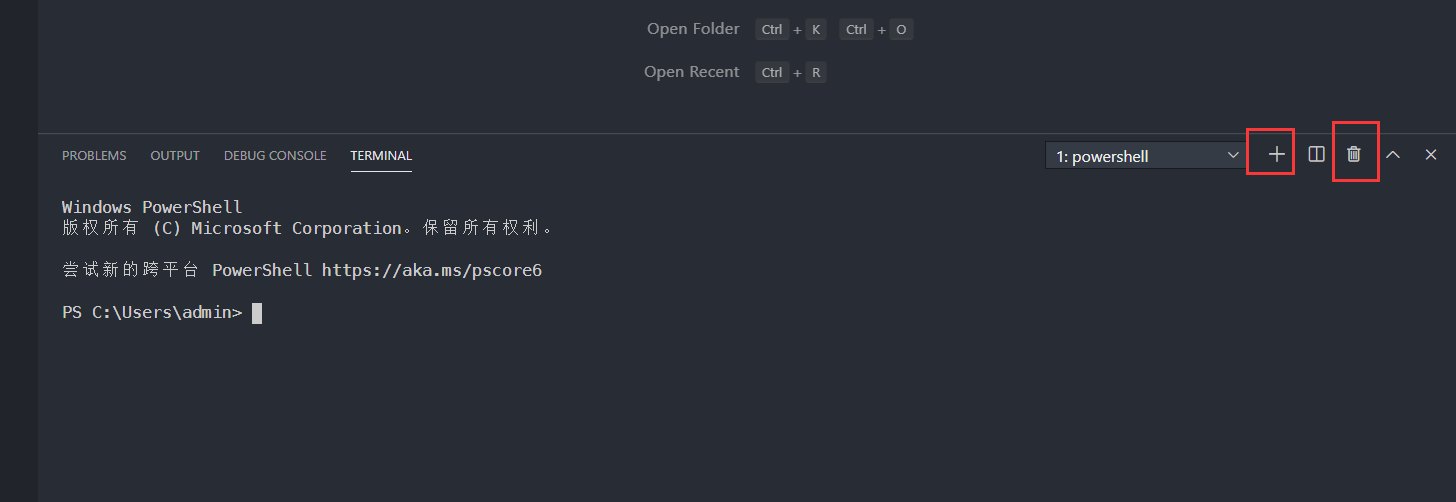 Open Folder Ctrl + K Ctrl + O
Open Recent Ctrl + R
PROBLEMS OUTPUT DEBUG CONSOLE TERMINAL 1: powershell
Windows PowerShell
版权所有 (C) Microsoft Corporation。保留所有权利。
尝试新的跨平台 PowerShell https://aka.ms/pscore6
PS C:\Users\admin>